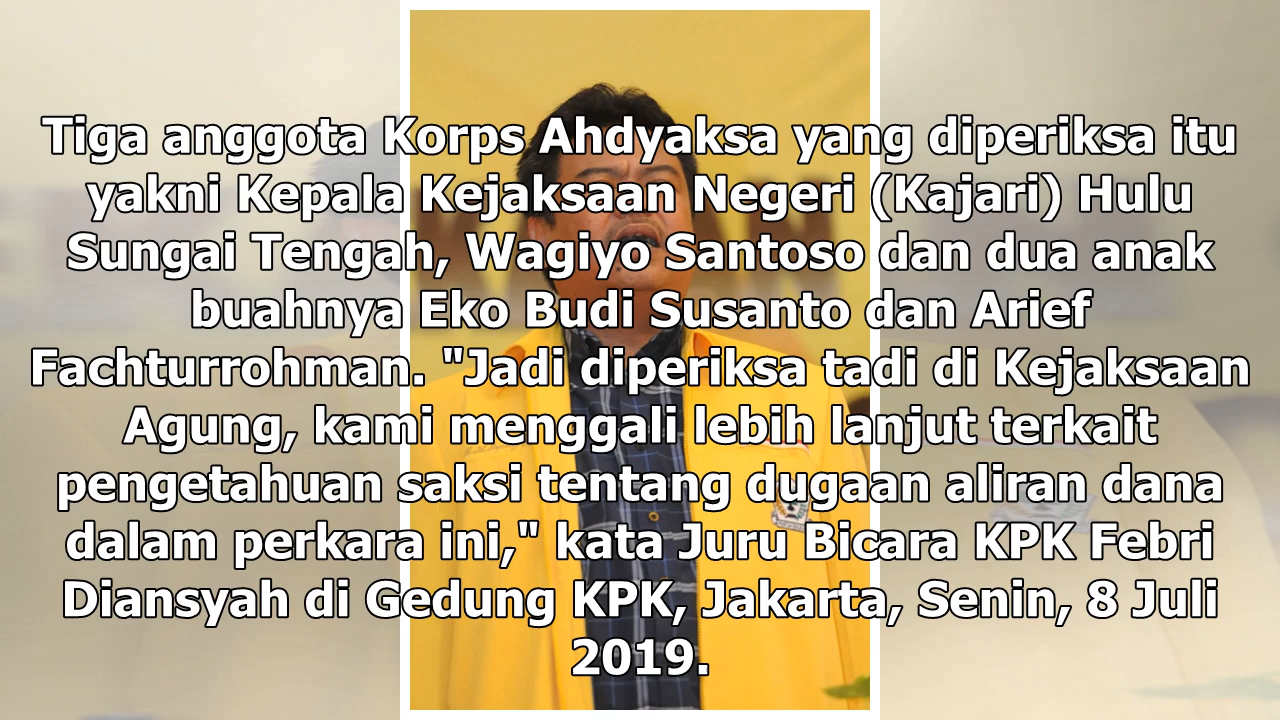 Tiga anggota Korps Ahdyaksa yang diperiksa itu
yakni Kepala Kejaksaan Negeri (Kajari) Hulu
Sungai Tengah, Wagiyo Santoso dan dua anak
buahnya Eko Budi Susanto dan Arief
Fachturrohman. "Jadi diperiksa tadi di Kejaksaan
Agung, kami menggali lebih lanjut terkait
pengetahuan saksi tentang dugaan aliran dana
dalam perkara ini," kata Juru Bicara KPK Febri
Diansyah di Gedung KPK, Jakarta, Senin, 8 Juli
2019.